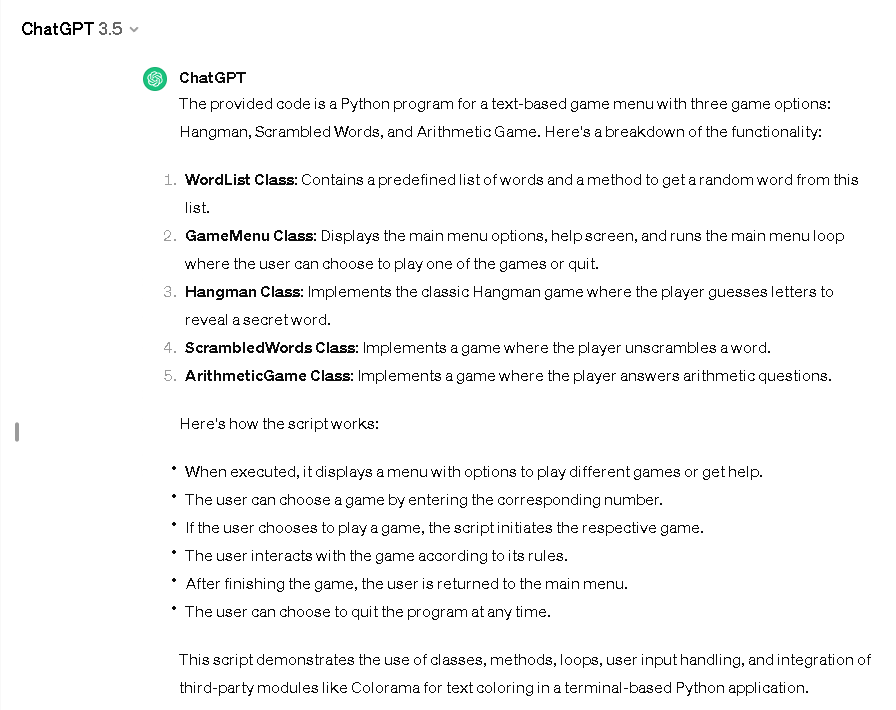 ChatGPT 3.5
ChatGPT
The provided code is a Python program for a text-based game menu with three game options:
Hangman, Scrambled Words, and Arithmetic Game. Here's a breakdown of the functionality:
1. WordList Class: Contains a predefined list of words and a method to get a random word from this
list.
2. GameMenu Class: Displays the main menu options, help screen, and runs the main menu loop
where the user can choose to play one of the games or quit.
3. Hangman Class: Implements the classic Hangman game where the player guesses letters to
reveal a secret word.
4. ScrambledWords Class: Implements a game where the player unscrambles a word.
5. ArithmeticGame Class: Implements a game where the player answers arithmetic questions.
Here's how the script works:
• When executed, it displays a menu with options to play different games or get help.
• The user can choose a game by entering the corresponding number.
• If the user chooses to play a game, the script initiates the respective game.
• The user interacts with the game according to its rules.
• After finishing the game, the user is returned to the main menu.
• The user can choose to quit the program at any time.
This script demonstrates the use of classes, methods, loops, user input handling, and integration of
third-party modules like Colorama for text coloring in a terminal-based Python application.